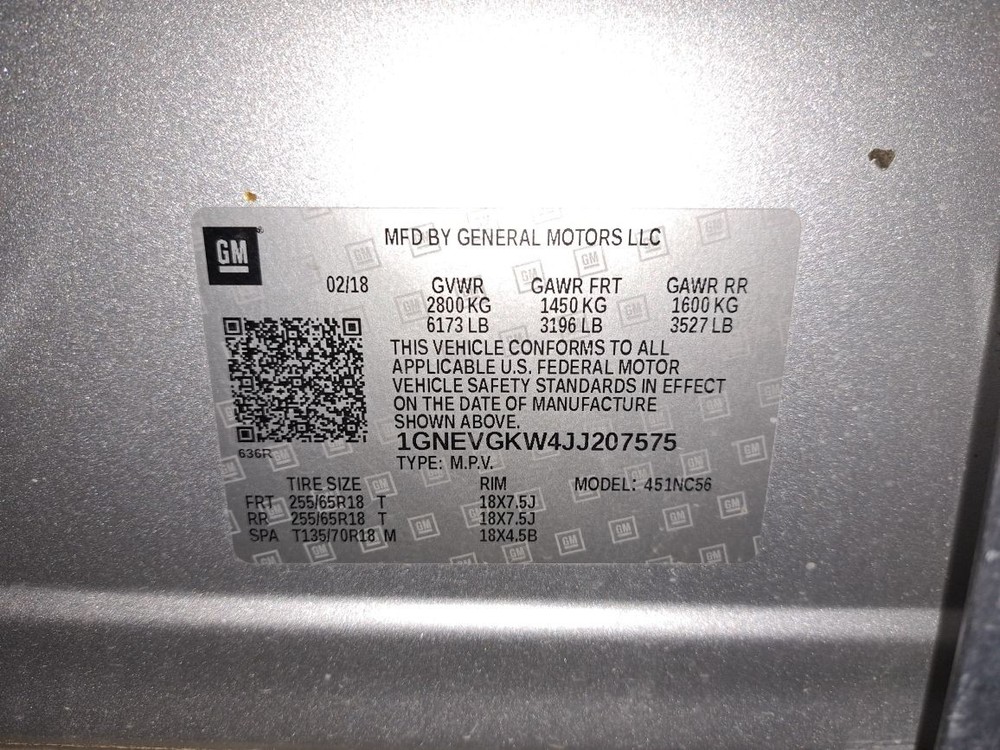 GM
MFD BY GENERAL MOTORS LLC
02/18 GVWR GAWR FRT GAWR RR
2800 KG 1450 KG 1600 KG
6173 LB 3196 LB 3527 LB
THIS VEHICLE CONFORMS TO ALL
APPLICABLE U.S. FEDERAL MOTOR
VEHICLE SAFETY STANDARDS IN EFFECT
ON THE DATE OF MANUFACTURE
SHOWN ABOVE.
1GNEVGKW4JJ207575
636R
TYPE: M.P.V.
TIRE SIZE RIM MODEL: 451NC56
FRT 255/65R18 T 18X7.5J
RR 255/65R18 T 18X7.5J
SPA T135/70R18 M 18X4.5B